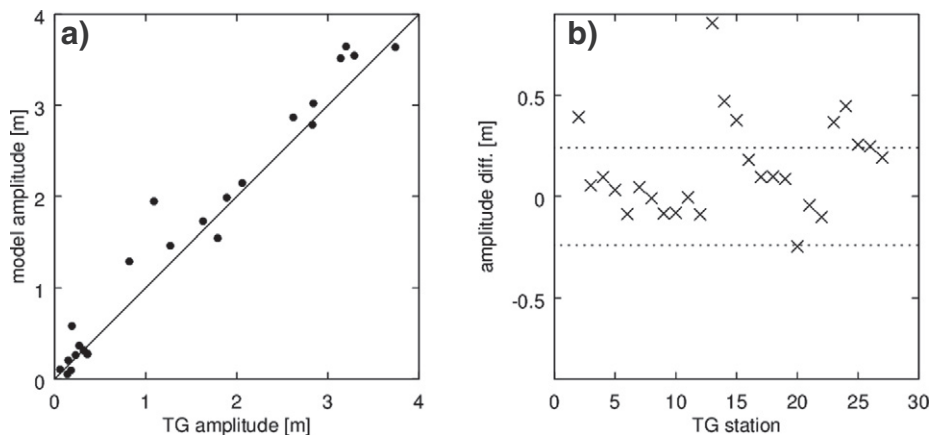 a)
model amplitude [m]
4
3
2
1
0
0 1 2 3 4
TG amplitude [m]
b)
amplitude diff. [m]
0.5
0
-0.5
0 5 10 15 20 25 30
TG station